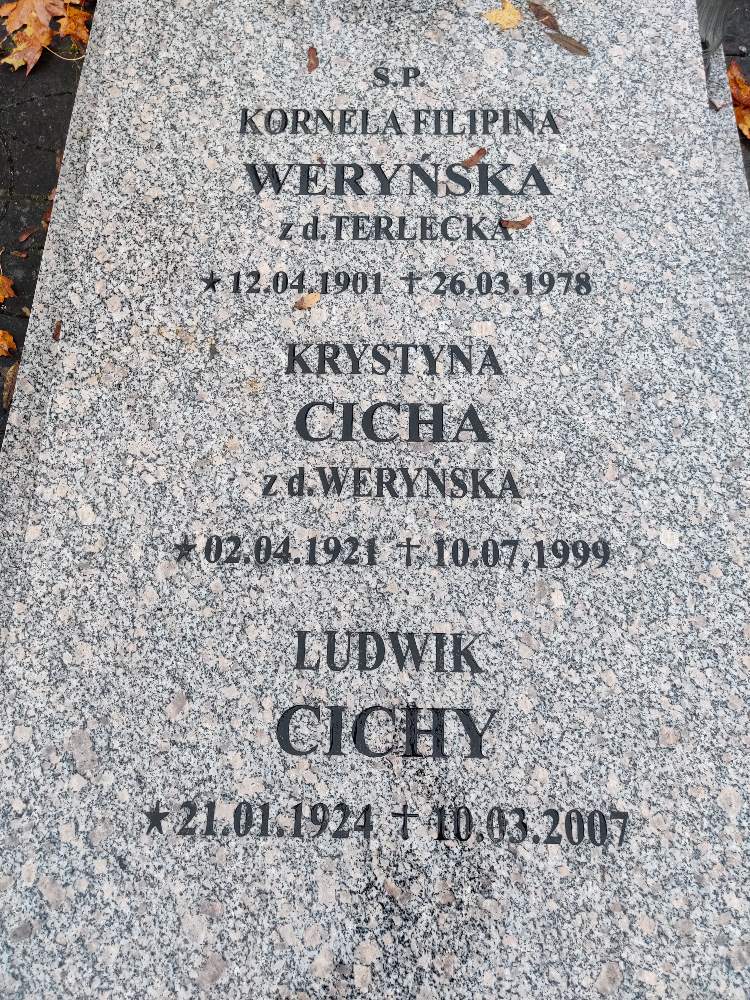 Ś.P.
KORNELA FILIPINA
WERYŃSKA
z d.TERLECKA
★12.04.1901 ✝26.03.1978
KRYSTYNA
CICHA
z d.WERYŃSKA
★02.04.1921 ✝10.07.1999
LUDWIK
CICHY
★21.01.1924 ✝10.03.2007